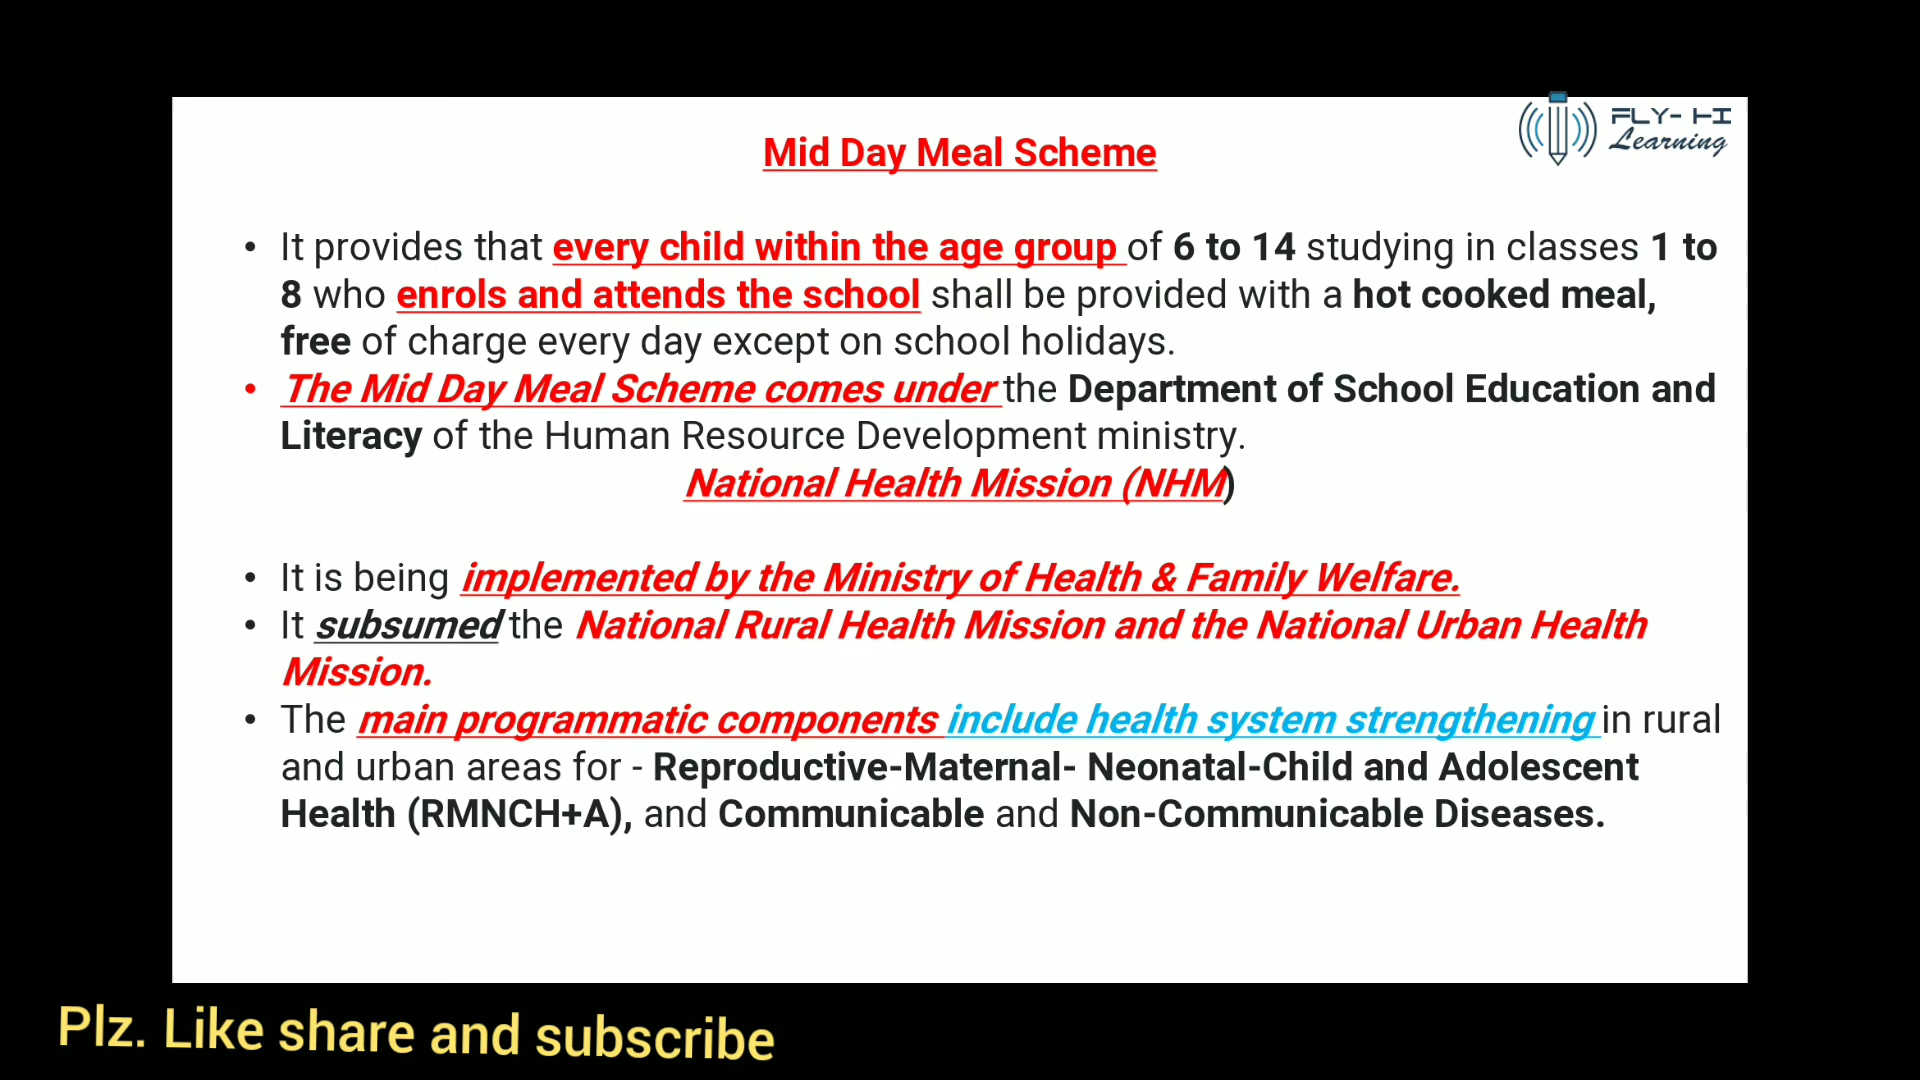 FLY-HI
Learning
Mid Day Meal Scheme
• It provides that every child within the age group of 6 to 14 studying in classes 1 to
8 who enrols and attends the school shall be provided with a hot cooked meal,
free of charge every day except on school holidays.
• The Mid Day Meal Scheme comes under the Department of School Education and
Literacy of the Human Resource Development ministry.
National Health Mission (NHM)
• It is being implemented by the Ministry of Health & Family Welfare.
• It subsumed the National Rural Health Mission and the National Urban Health
Mission.
• The main programmatic components include health system strengthening in rural
and urban areas for - Reproductive-Maternal- Neonatal-Child and Adolescent
Health (RMNCH+A), and Communicable and Non-Communicable Diseases.
Plz. Like share and subscribe